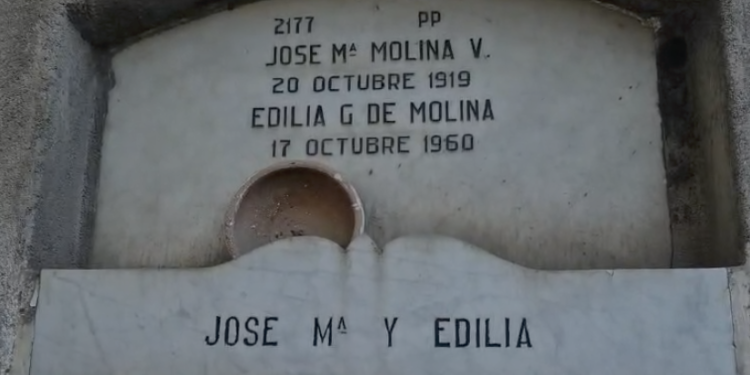 2177 PP
JOSE Mª MOLINA V.
20 OCTUBRE 1919
EDILIA G DE MOLINA
17 OCTUBRE 1960
JOSE Mª Y EDILIA